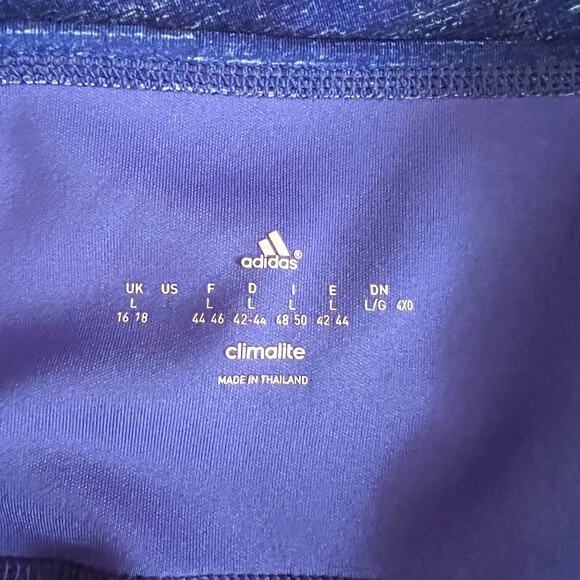 adidas®
UK US F D I E DN
L L L L L L/G 4XO
16 18 44 46 42-44 48 50 42 44
climalite
MADE IN THAILAND